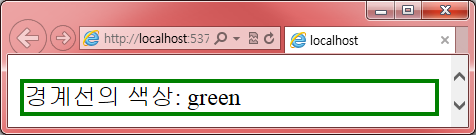 http://localhost:537
localhost
경계선의 색상: green